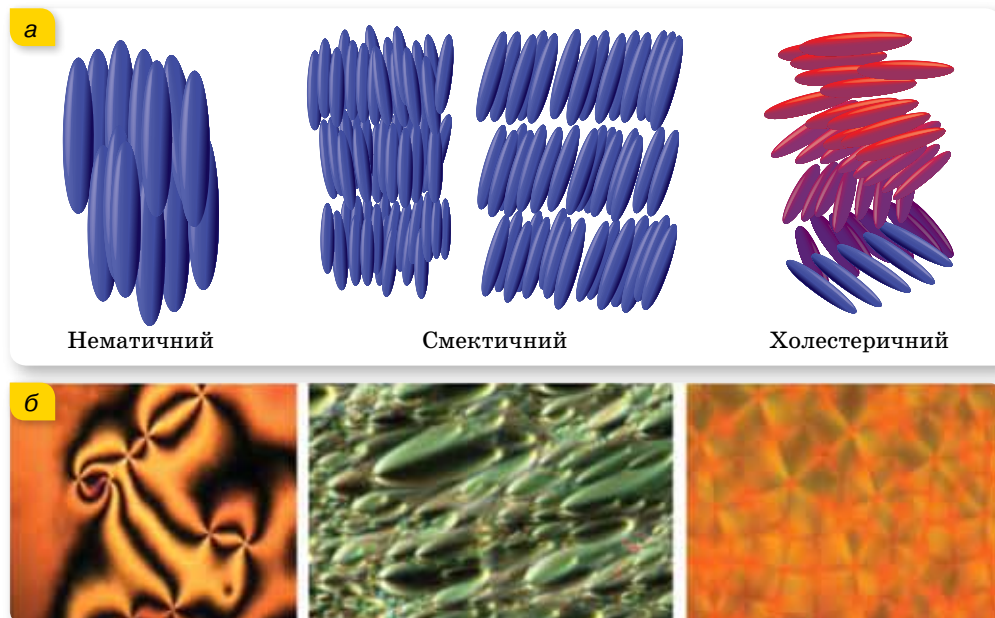 а
Нематичний
Смектичний
Холестеричний
б